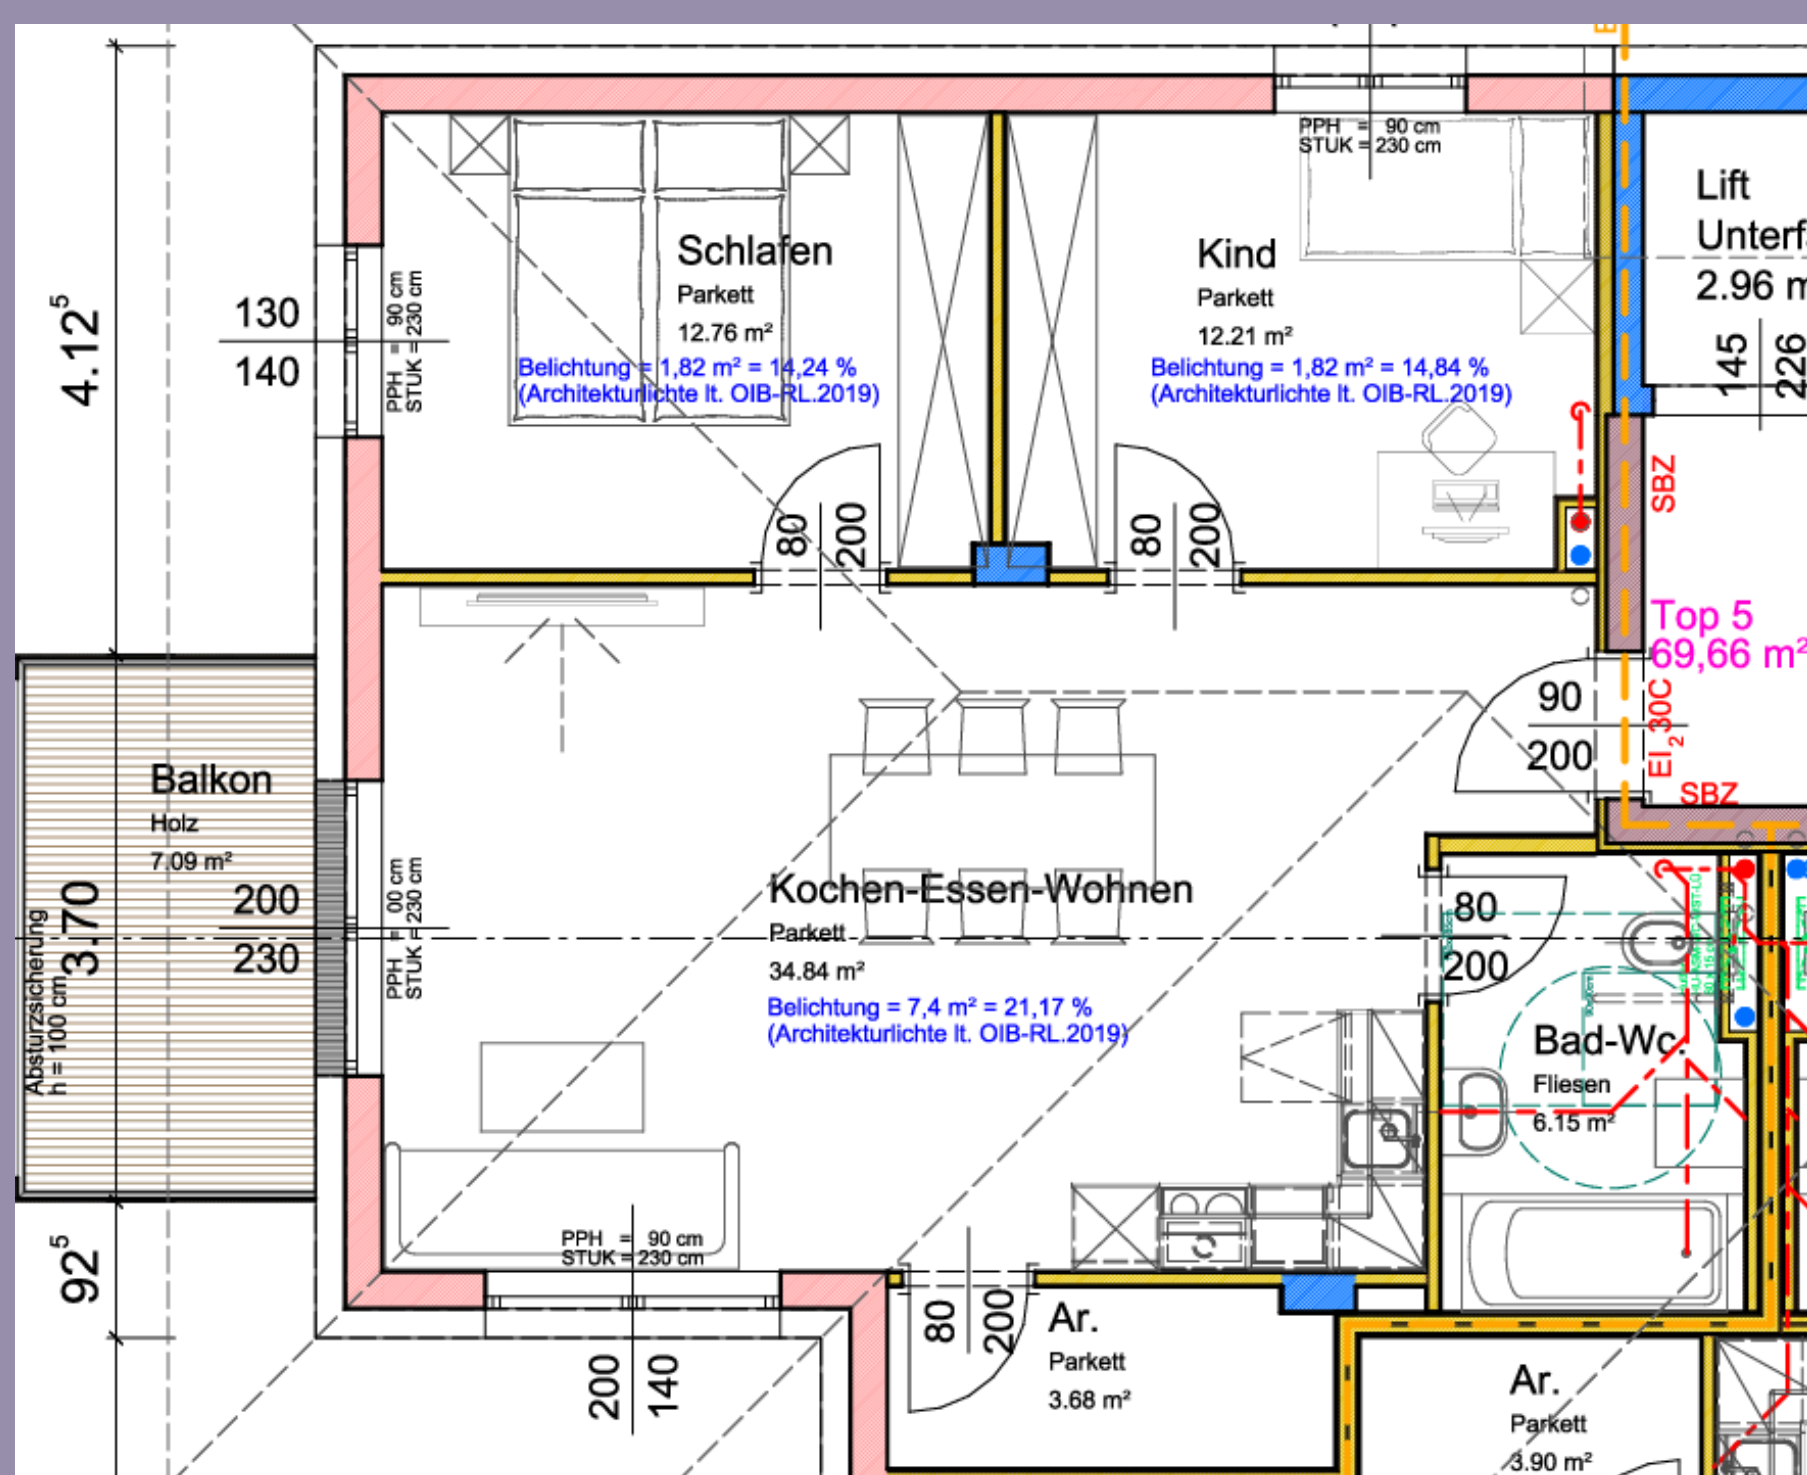 PPH = 90 cm
STUK = 230 cm
Lift
Unterf
2.96 m
145
226
Schlafen
Parkett
12.76 m²
Belichtung = 1,82 m² = 14,24 %
(Architekturlichte lt. OIB-RL.2019)
Kind
Parkett
12.21 m²
Belichtung = 1,82 m² = 14,84 %
(Architekturlichte lt. OIB-RL.2019)
4.12⁵
130
140
PPH = 90 cm
STUK = 230 cm
80
200
80
200
SBZ
Top 5
69,66 m²
90
200
EI₂30C
SBZ
Balkon
Holz
7.09 m²
3.70
Absturzsicherung
h = 100 cm
200
230
PPH = 00 cm
STUK = 230 cm
Kochen-Essen-Wohnen
Parkett
34.84 m²
Belichtung = 7,4 m² = 21,17 %
(Architekturlichte lt. OIB-RL.2019)
80
200
Bad-Wc.
Fliesen
6.15 m²
92⁵
PPH = 90 cm
STUK = 230 cm
200
140
80
200
Ar.
Parkett
3.68 m²
Ar.
Parkett
3.90 m²